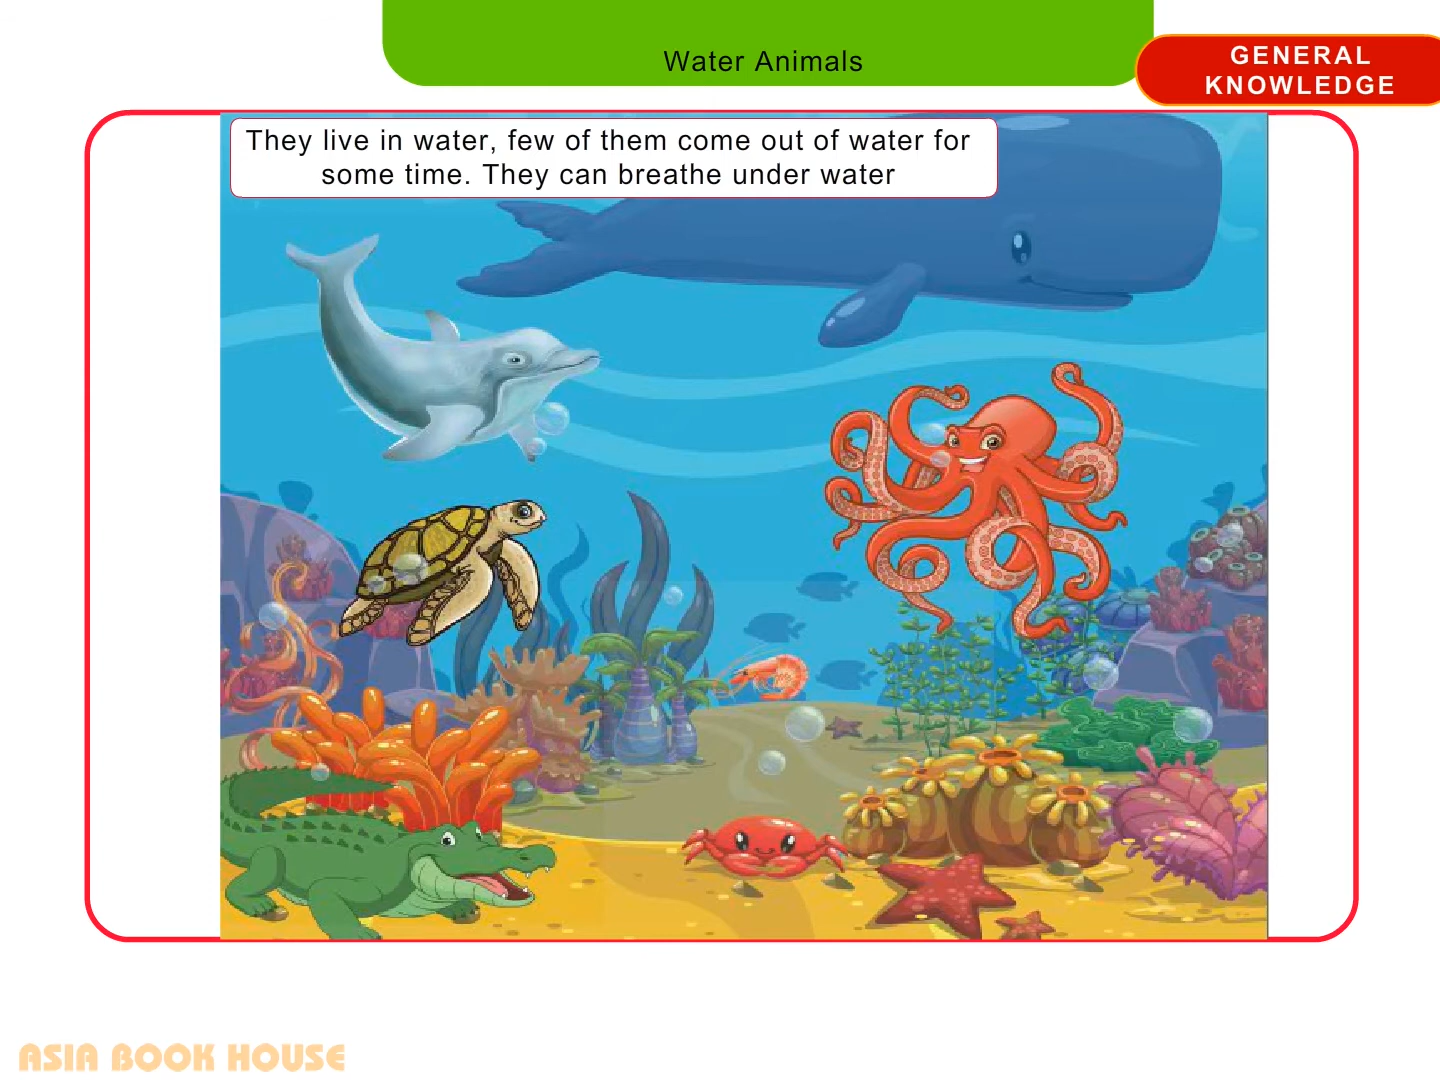 Water Animals
GENERAL
KNOWLEDGE
They live in water, few of them come out of water for
some time. They can breathe under water
ASIA BOOK HOUSE